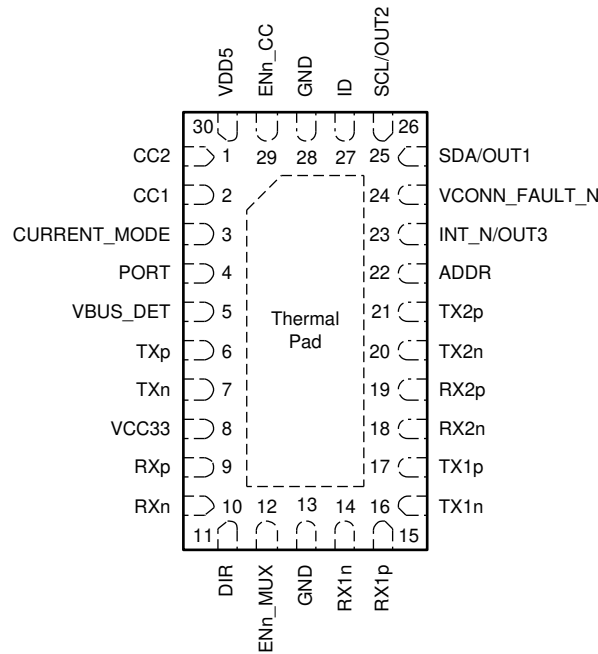 VDD5
ENn_CC
GND
ID
SCL/OUT2
30
29
28
27
26
CC2 1
CC1 2
CURRENT_MODE 3
PORT 4
VBUS_DET 5
TXp 6
TXn 7
VCC33 8
RXp 9
RXn 10
Thermal
Pad
25 SDA/OUT1
24 VCONN_FAULT_N
23 INT_N/OUT3
22 ADDR
21 TX2p
20 TX2n
19 RX2p
18 RX2n
17 TX1p
16 TX1n
11
12
13
14
15
DIR
ENn_MUX
GND
RX1n
RX1p